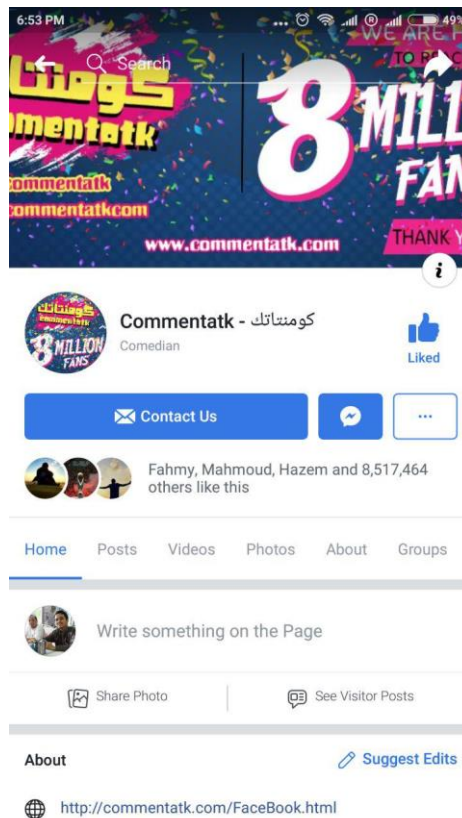 6:53 PM
... 49%
WE ARE
TO
Search
كومنتاتك
8
MILL
commentatk
FAN
commentatkcom
THANK Y
www.commentatk.com
i
كومنتاتك
commentatk
8 MILLION
FANS
Commentatk - كومنتاتك
Comedian
Liked
Contact Us
...
Fahmy, Mahmoud, Hazem and 8,517,464
others like this
Home Posts Videos Photos About Groups
Write something on the Page
Share Photo See Visitor Posts
About Suggest Edits
http://commentatk.com/FaceBook.html